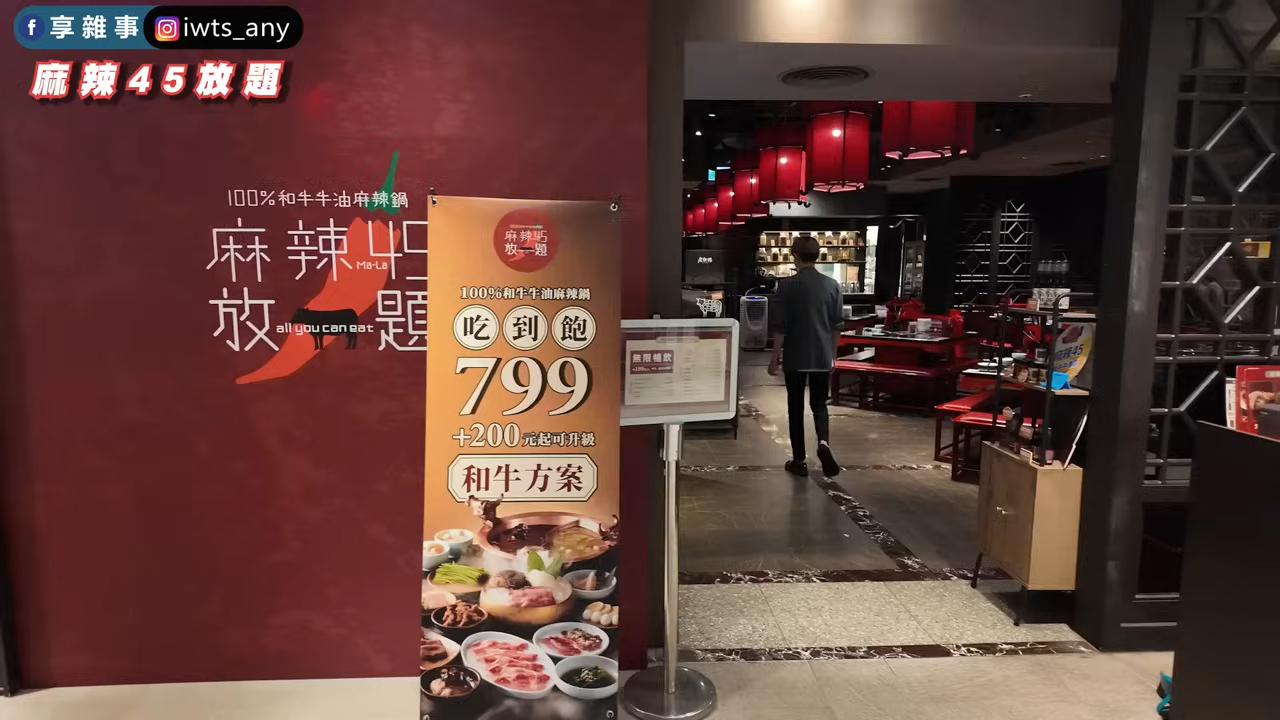 享雜事
iwts_any
麻辣45放題
100%和牛牛油麻辣鍋
麻辣45
Ma-La
放題
all you can eat
麻辣45
放題
100%和牛牛油麻辣鍋
吃到飽
799
+200元起可升級
和牛方案
無限暢飲